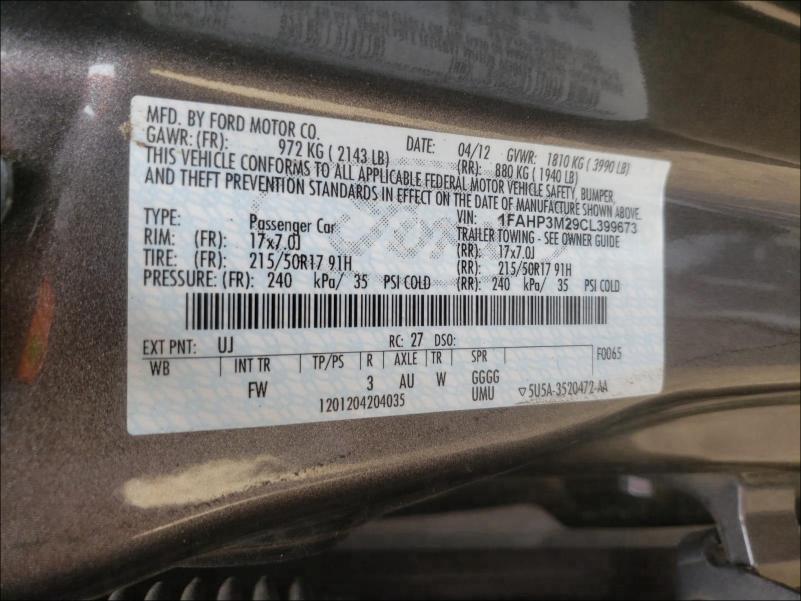 MFD. BY FORD MOTOR CO. DATE: 04/12 GVWR: 1810 KG ( 3990 LB)
GAWR: (FR): 972 KG ( 2143 LB) (RR): 880 KG ( 1940 LB)
THIS VEHICLE CONFORMS TO ALL APPLICABLE FEDERAL MOTOR VEHICLE SAFETY, BUMPER,
AND THEFT PREVENTION STANDARDS IN EFFECT ON THE DATE OF MANUFACTURE SHOWN ABOVE.
VIN: 1FAHP3M29CL399673
TYPE: Passenger Car TRAILER TOWING - SEE OWNER GUIDE
RIM: (FR): 17x7.0J (RR): 17x7.0J
TIRE: (FR): 215/50R17 91H (RR): 215/50R17 91H
PRESSURE: (FR): 240 kPa/ 35 PSI COLD (RR): 240 kPa/ 35 PSI COLD
EXT PNT: UJ RC: 27 DSO: F0065
WB INT TR TP/PS R AXLE TR SPR
FW 3 AU W GGGG
UMU
1201204204035
▽5U5A-3520472-AA